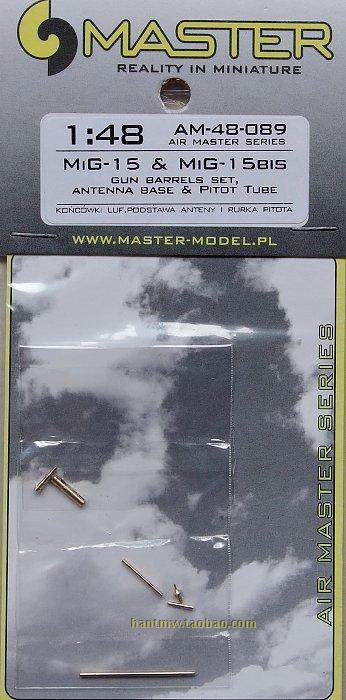 MASTER
REALITY IN MINIATURE
1:48 AM-48-089
AIR MASTER SERIES
MiG-15 & MiG-15BIS
GUN BARRELS SET,
ANTENNA BASE & PITOT TUBE
KOŃCÓWKI LUF, PODSTAWA ANTENY I RURKA PITOTA
WWW.MASTER-MODEL.PL
AIR MASTER SERIES
hantmw.taobao.com